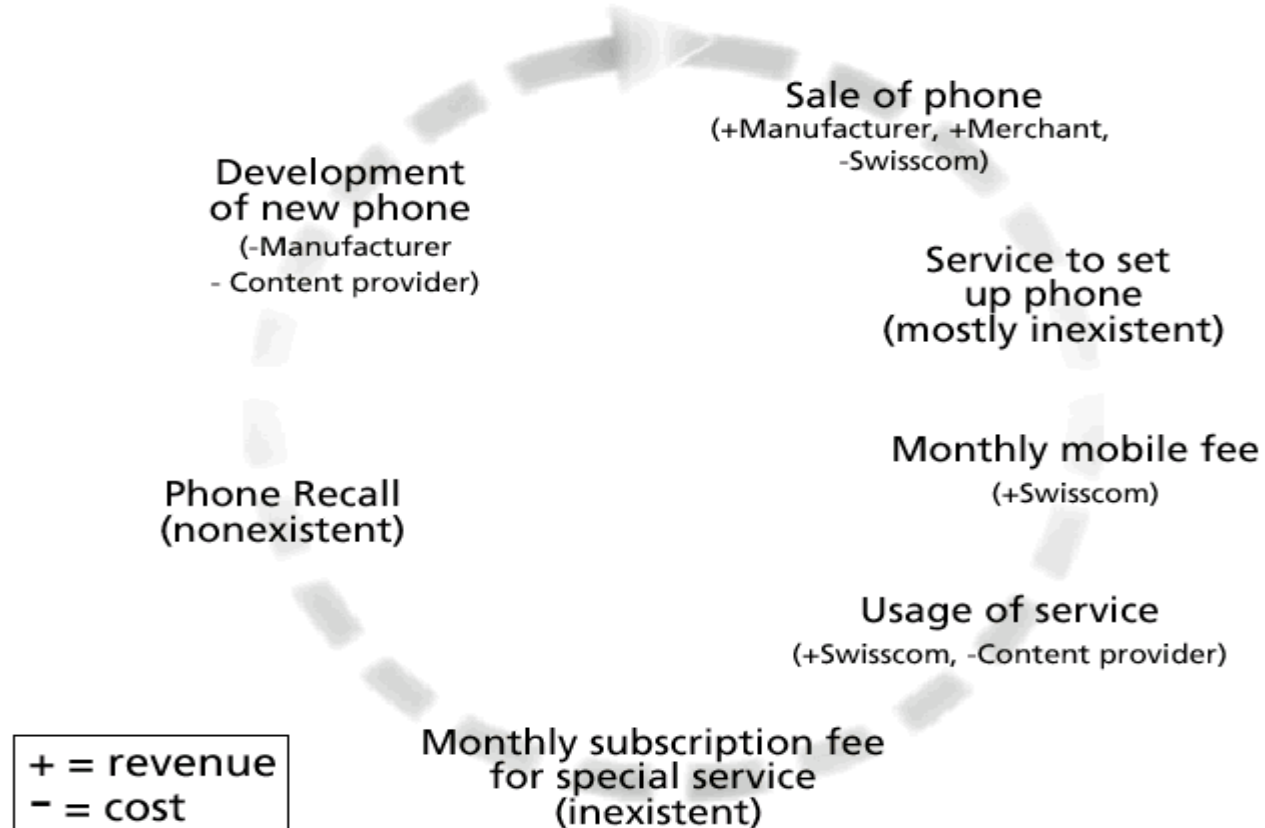 Sale of phone
(+Manufacturer, +Merchant,
-Swisscom)
Service to set
up phone
(mostly inexistent)
Monthly mobile fee
(+Swisscom)
Usage of service
(+Swisscom, -Content provider)
Monthly subscription fee
for special service
(inexistent)
Phone Recall
(nonexistent)
Development
of new phone
(-Manufacturer
- Content provider)
+ = revenue
- = cost